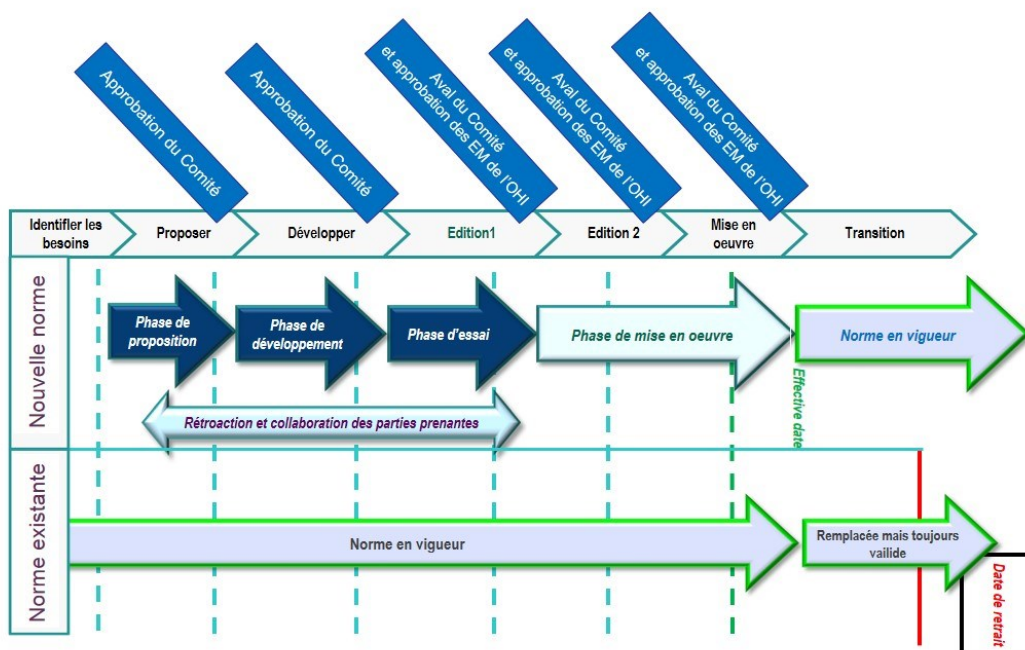 Approbation du Comité
Approbation du Comité
Aval du Comité
et approbation des EM de l'OHI
Aval du Comité
et approbation des EM de l'OHI
Aval du Comité
et approbation des EM de l'OHI
Identifier les
besoins
Proposer
Développer
Edition1
Edition 2
Mise en
oeuvre
Transition
Nouvelle norme
Phase de
proposition
Phase de
développement
Phase d'essai
Phase de mise en oeuvre
Norme en vigueur
Effective date
Rétroaction et collaboration des parties prenantes
Norme existante
Norme en vigueur
Remplacée mais toujours
vailide
Date de retrait